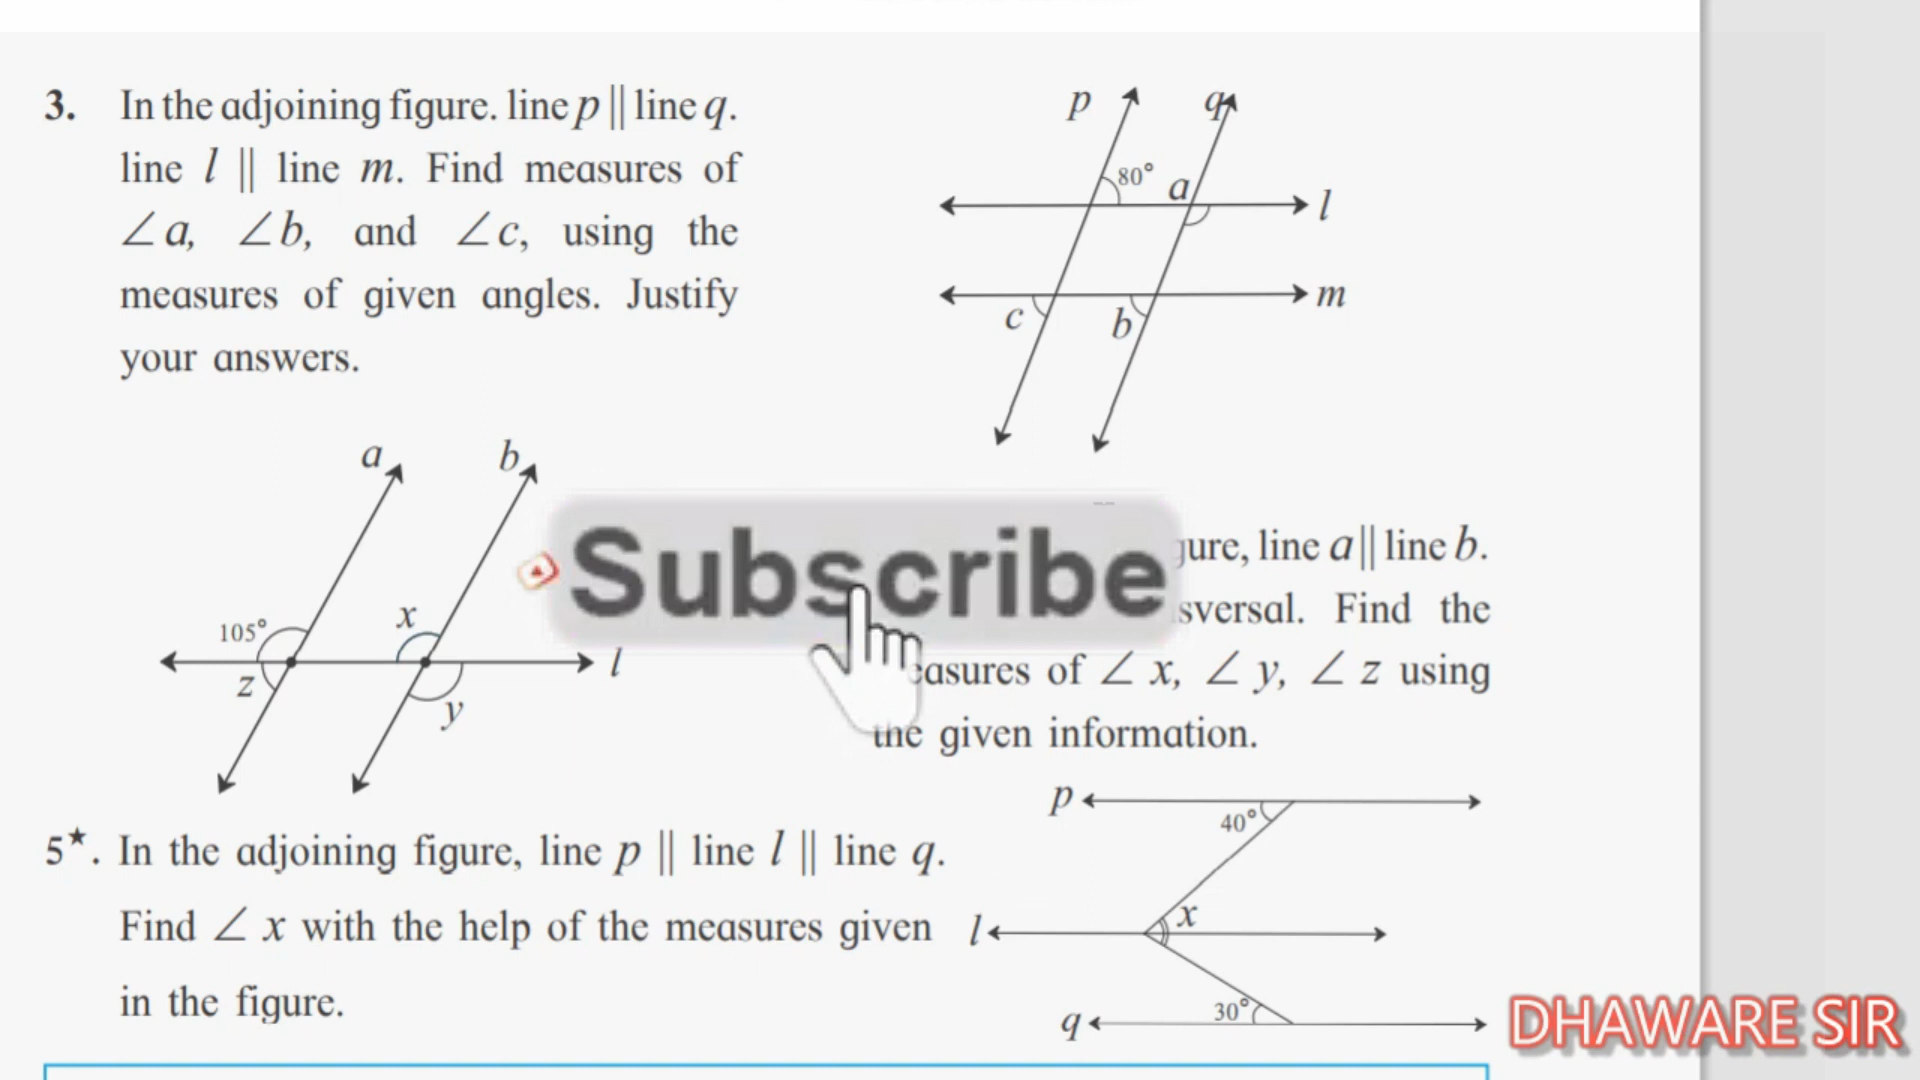 3. In the adjoining figure. line p || line q.
line l || line m. Find measures of
∠a, ∠b, and ∠c, using the
measures of given angles. Justify
your answers.
p q
80° a
l
m
c b
a b
Subscribe
line a || line b.
Find the
105° x
l
z
y
of ∠ x, ∠ y, ∠ z using
the given information.
p
40°
5★. In the adjoining figure, line p || line l || line q.
Find ∠ x with the help of the measures given
in the figure.
l
x
30°
q
DHAWARE SIR